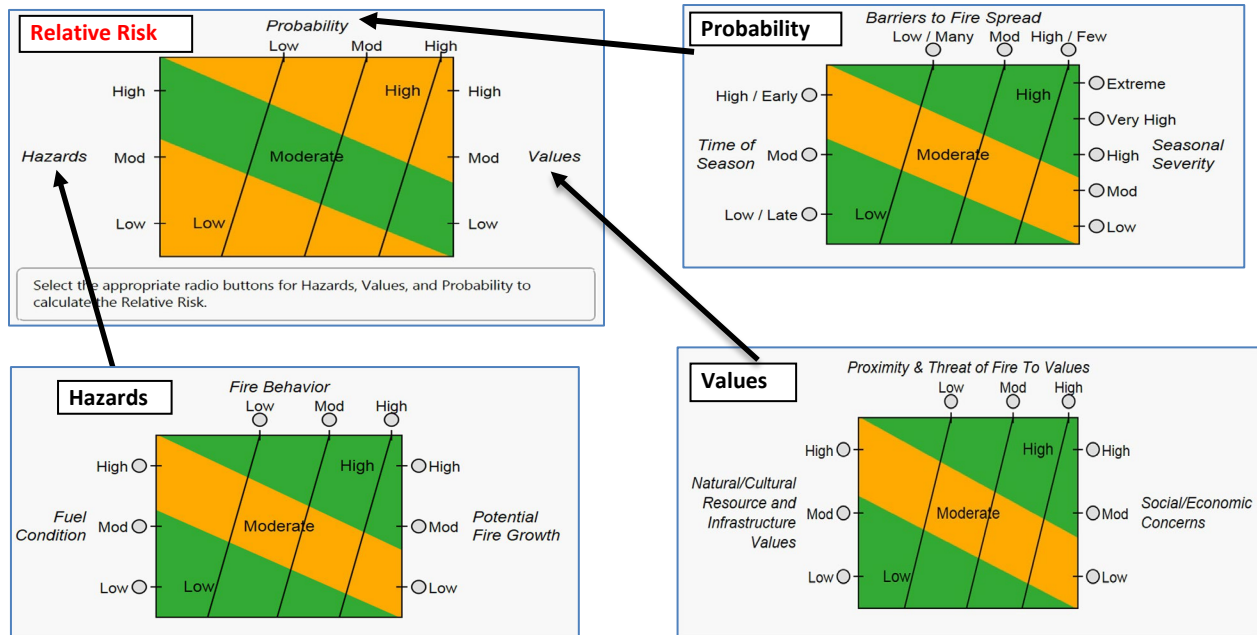 Relative Risk
Probability
Low Mod High
High
Mod
Low
Hazards
High
Moderate
Low
High
Mod
Low
Values
Select the appropriate radio buttons for Hazards, Values, and Probability to
calculate the Relative Risk.
Probability
Barriers to Fire Spread
Low / Many Mod High / Few
High / Early
Mod
Low / Late
Time of
Season
High
Moderate
Low
Extreme
Very High
High
Mod
Low
Seasonal
Severity
Hazards
Fire Behavior
Low Mod High
High
Mod
Low
Fuel
Condition
High
Moderate
Low
High
Mod
Low
Potential
Fire Growth
Values
Proximity & Threat of Fire To Values
Low Mod High
High
Mod
Low
Natural/Cultural
Resource and
Infrastructure
Values
High
Moderate
Low
High
Mod
Low
Social/Economic
Concerns